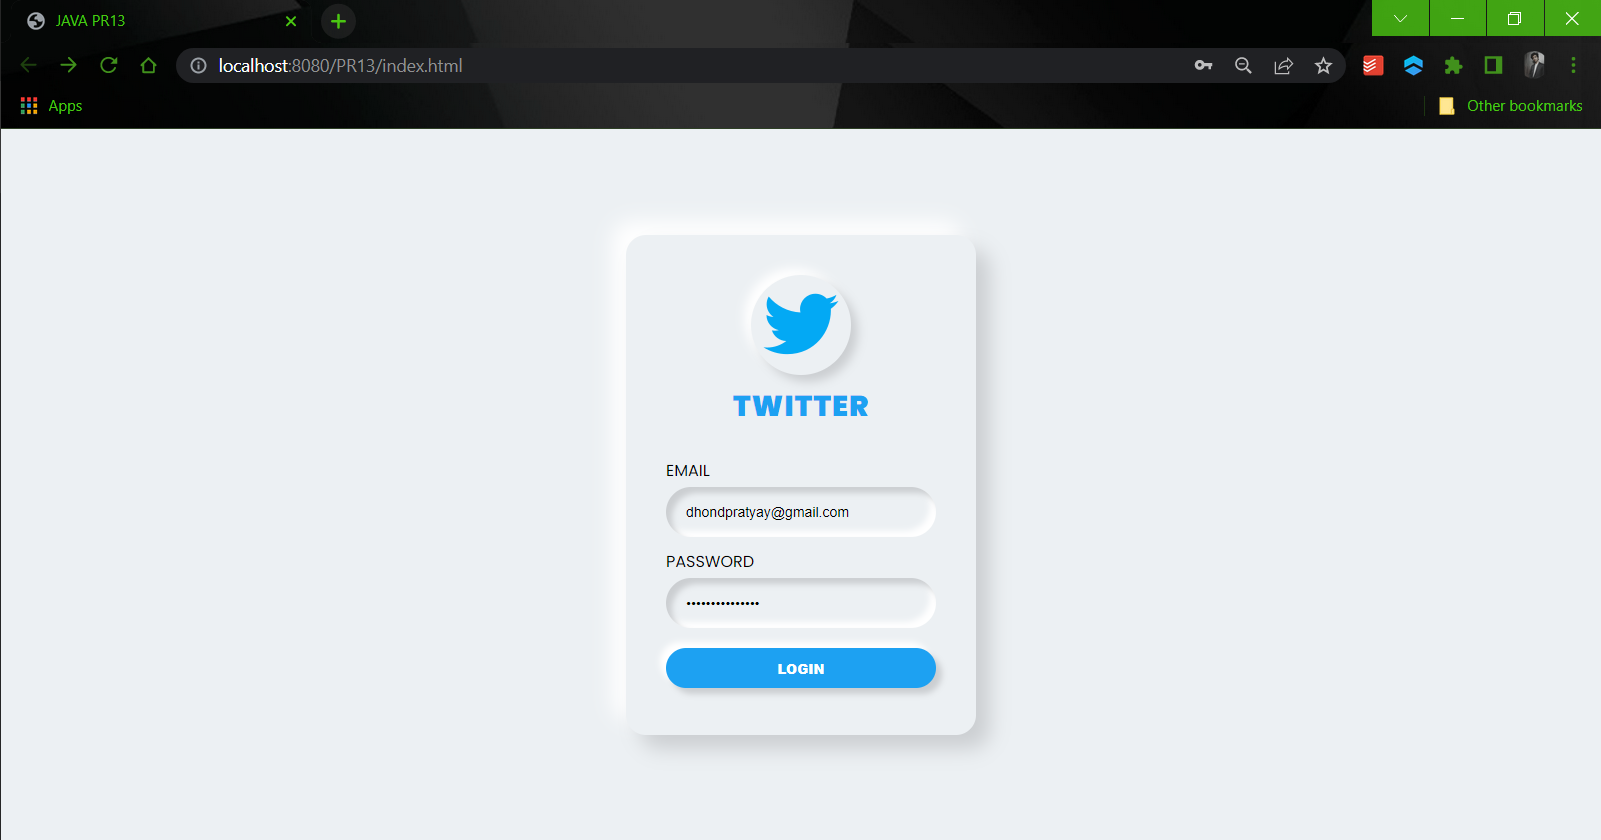 JAVA PR13
localhost:8080/PR13/index.html
Apps
Other bookmarks
TWITTER
EMAIL
dhondpratyay@gmail.com
PASSWORD
•••••••••••••••
LOGIN